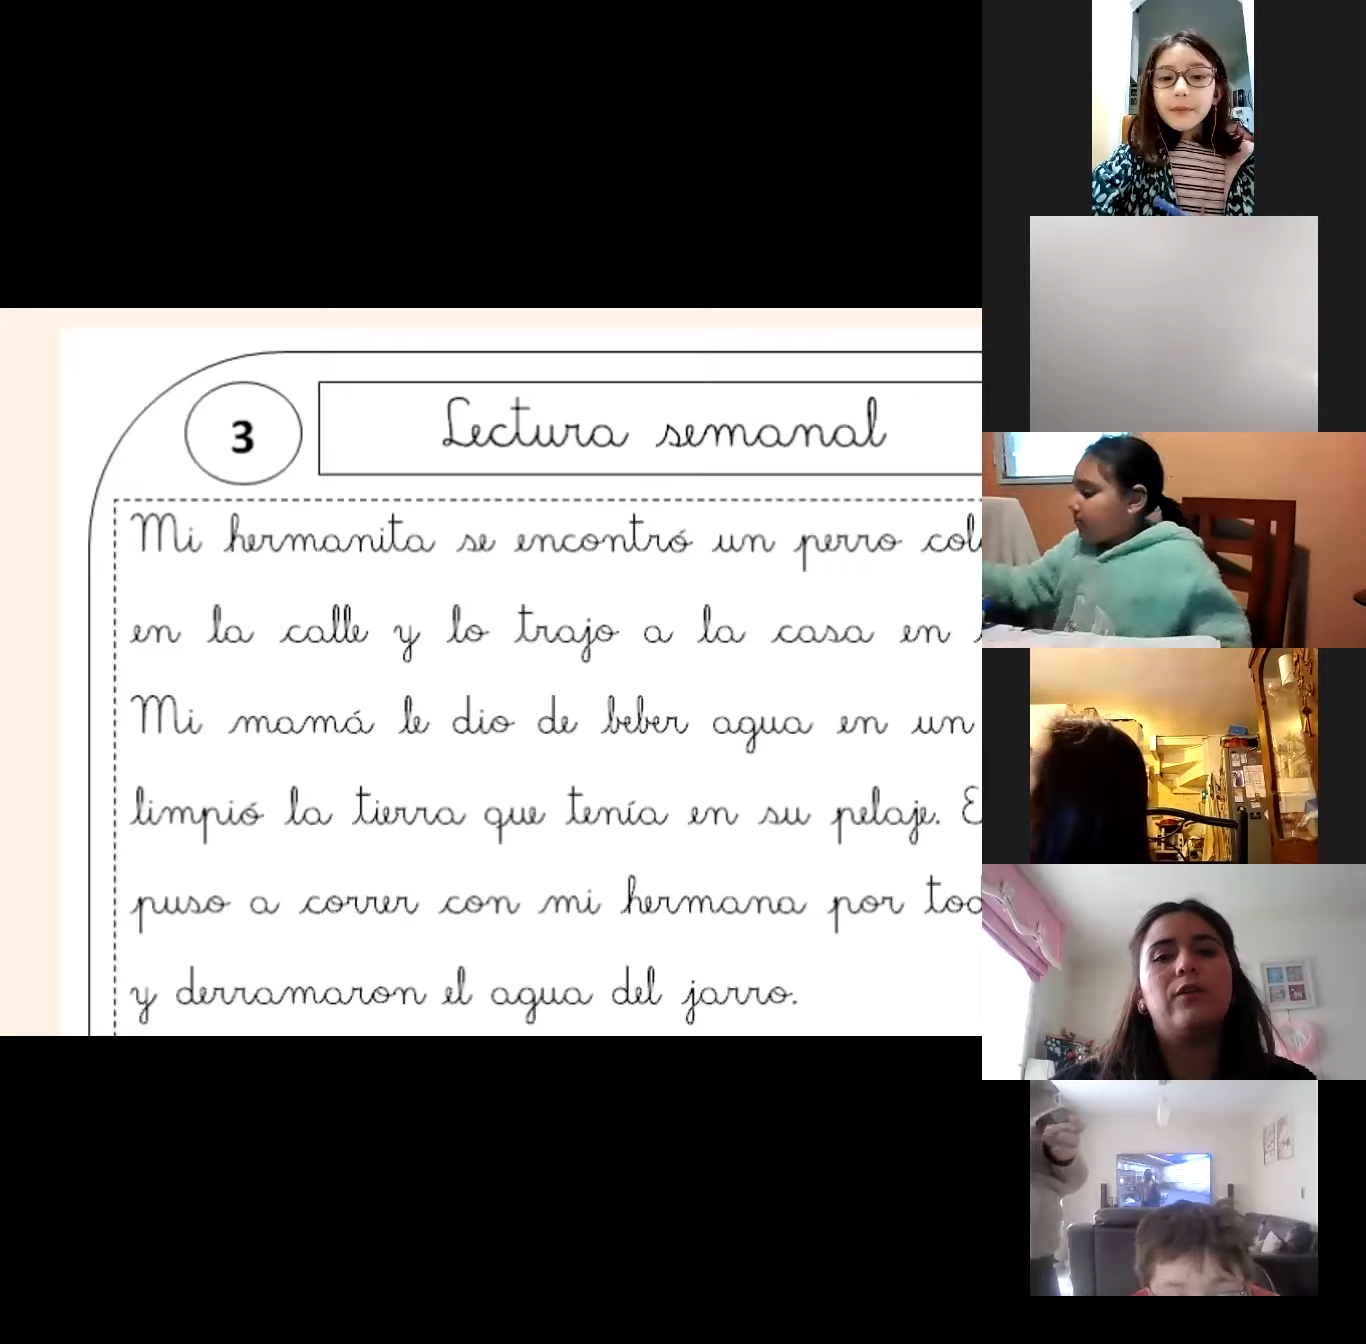 3
Lectura semanal
Mi hermanita se encontró un perro
en la calle y lo trajo a la casa en
Mi mamá le dio de beber agua en un
limpió la tierra que tenía en su pelaje.
puso a correr con mi hermana por
y derramaron el agua del jarro.